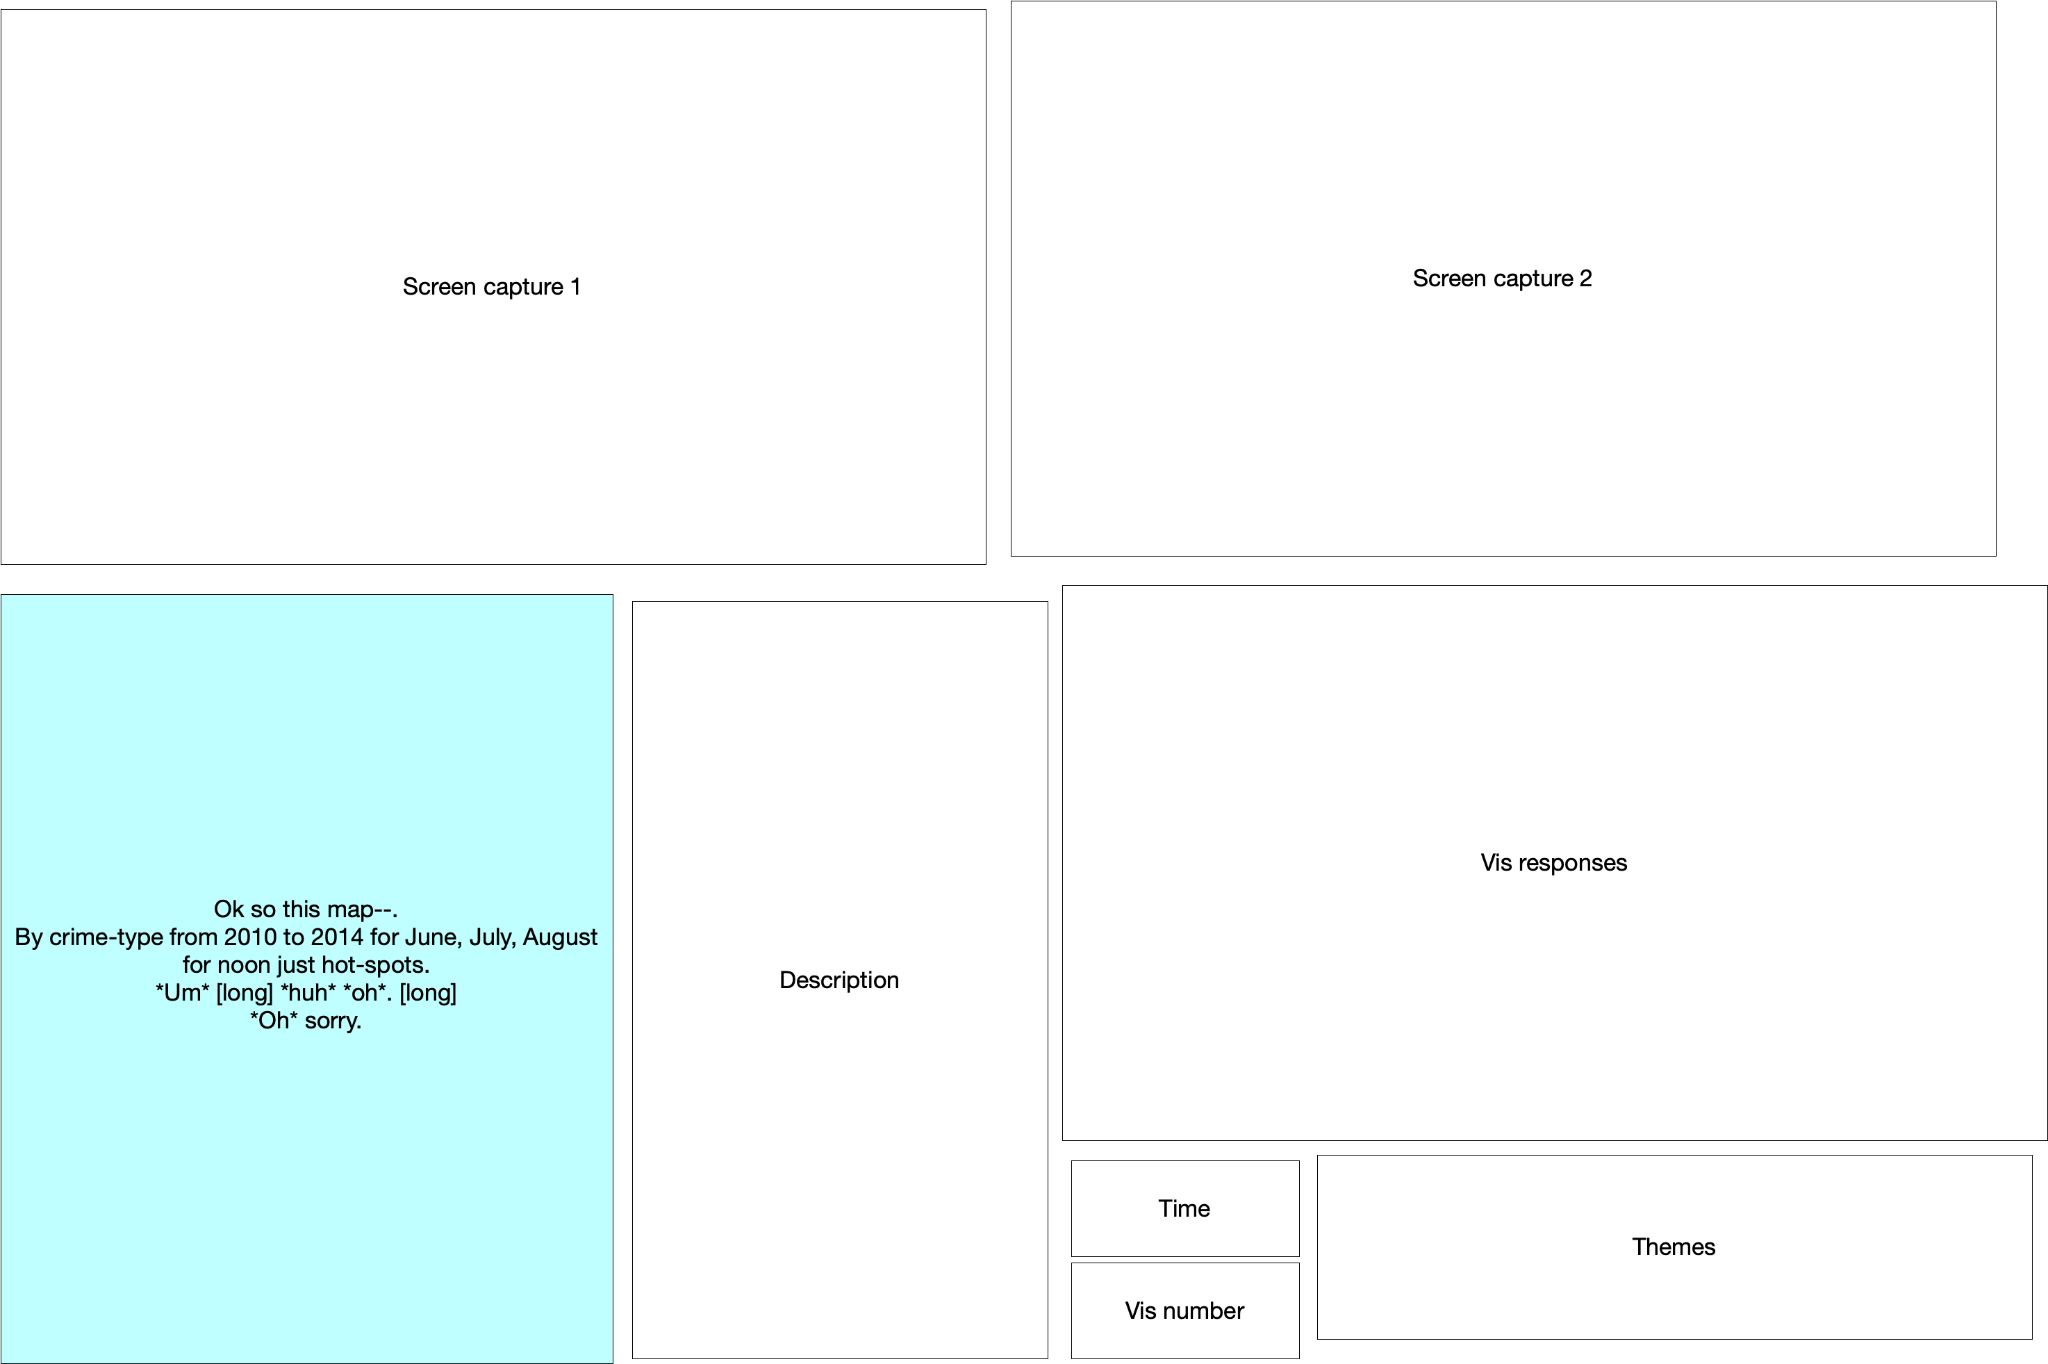 Screen capture 1
Screen capture 2
Ok so this map--.
By crime-type from 2010 to 2014 for June, July, August
for noon just hot-spots.
*Um* [long] *huh* *oh*. [long]
*Oh* sorry.
Description
Vis responses
Time
Vis number
Themes